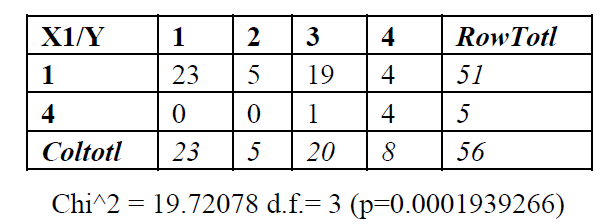 X1/Y 1 2 3 4 RowTotl
1 23 5 19 4 51
4 0 0 1 4 5
Coltotl 23 5 20 8 56
Chi^2 = 19.72078 d.f.= 3 (p=0.0001939266)